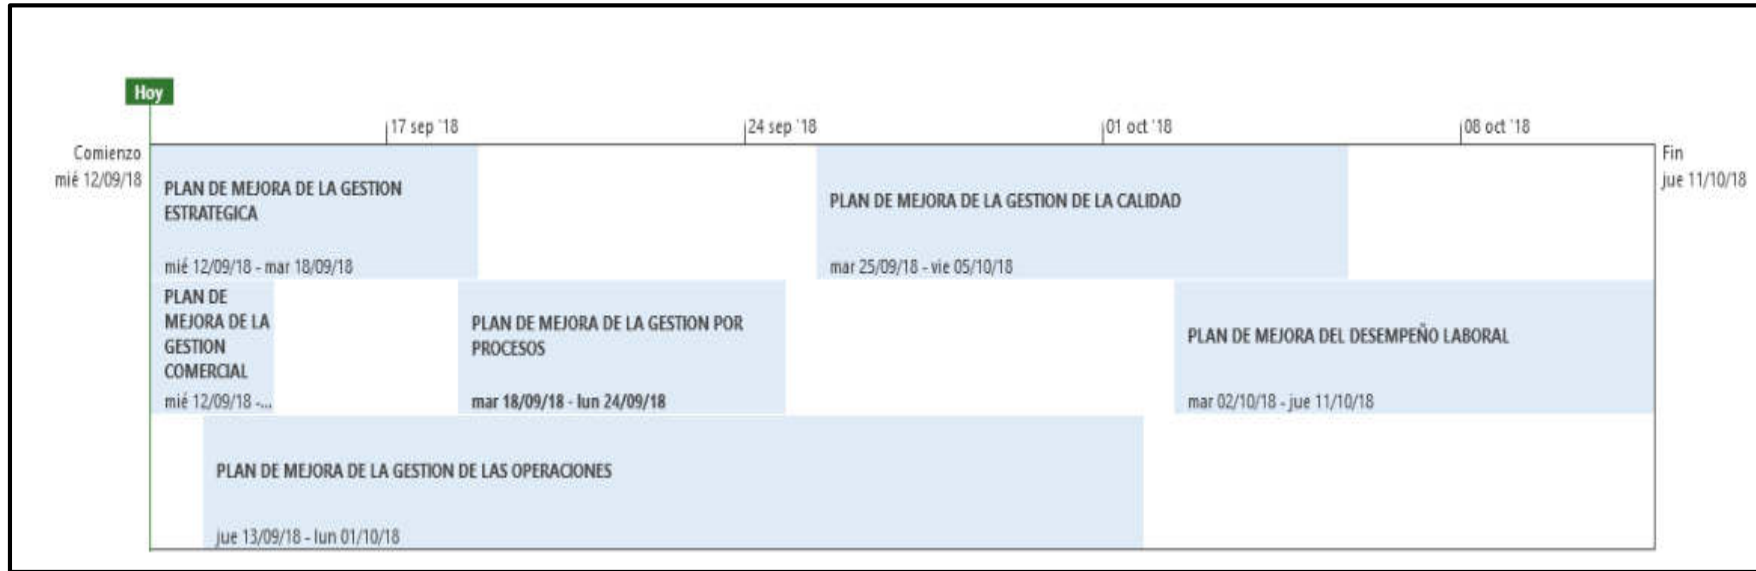 Hoy
17 sep '18
24 sep '18
01 oct '18
08 oct '18
Comienzo
mié 12/09/18
Fin
jue 11/10/18
PLAN DE MEJORA DE LA GESTION
ESTRATEGICA
mié 12/09/18 - mar 18/09/18
PLAN DE MEJORA DE LA GESTION DE LA CALIDAD
mar 25/09/18 - vie 05/10/18
PLAN DE
MEJORA DE LA
GESTION
COMERCIAL
mié 12/09/18 -...
PLAN DE MEJORA DE LA GESTION POR
PROCESOS
mar 18/09/18 - lun 24/09/18
PLAN DE MEJORA DEL DESEMPEÑO LABORAL
mar 02/10/18 - jue 11/10/18
PLAN DE MEJORA DE LA GESTION DE LAS OPERACIONES
jue 13/09/18 - lun 01/10/18